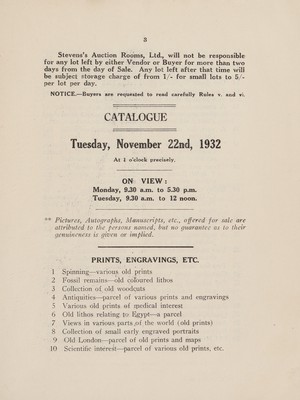 3
Stevens's Auction Rooms, Ltd., will not be responsible
for any lot left by either Vendor or Buyer for more than two
days from the day of Sale. Any lot left after that time will
be subject storage charge of from 1/- for small lots to 5/-
per lot per day.
NOTICE.—Buyers are requested to read carefully Rules v. and vi.
CATALOGUE
Tuesday, November 22nd, 1932
At 1 o'clock precisely.
ON VIEW:
Monday, 9.30 a.m. to 5.30 p.m.
Tuesday, 9.30 a.m. to 12 noon.
** Pictures, Autographs, Manuscripts, etc., offered for sale are
attributed to the persons named, but no guarantee as to their
genuineness is given or implied.
PRINTS, ENGRAVINGS, ETC.
1 Spinning—various old prints
2 Fossil remains—old coloured lithos
3 Collection of old woodcuts
4 Antiquities—parcel of various prints and engravings
5 Various old prints of medical interest
6 Old lithos relating to Egypt—a parcel
7 Views in various parts of the world (old prints)
8 Collection of small early engraved portraits
9 Old London—parcel of old prints and maps
10 Scientific interest—parcel of various old prints, etc.